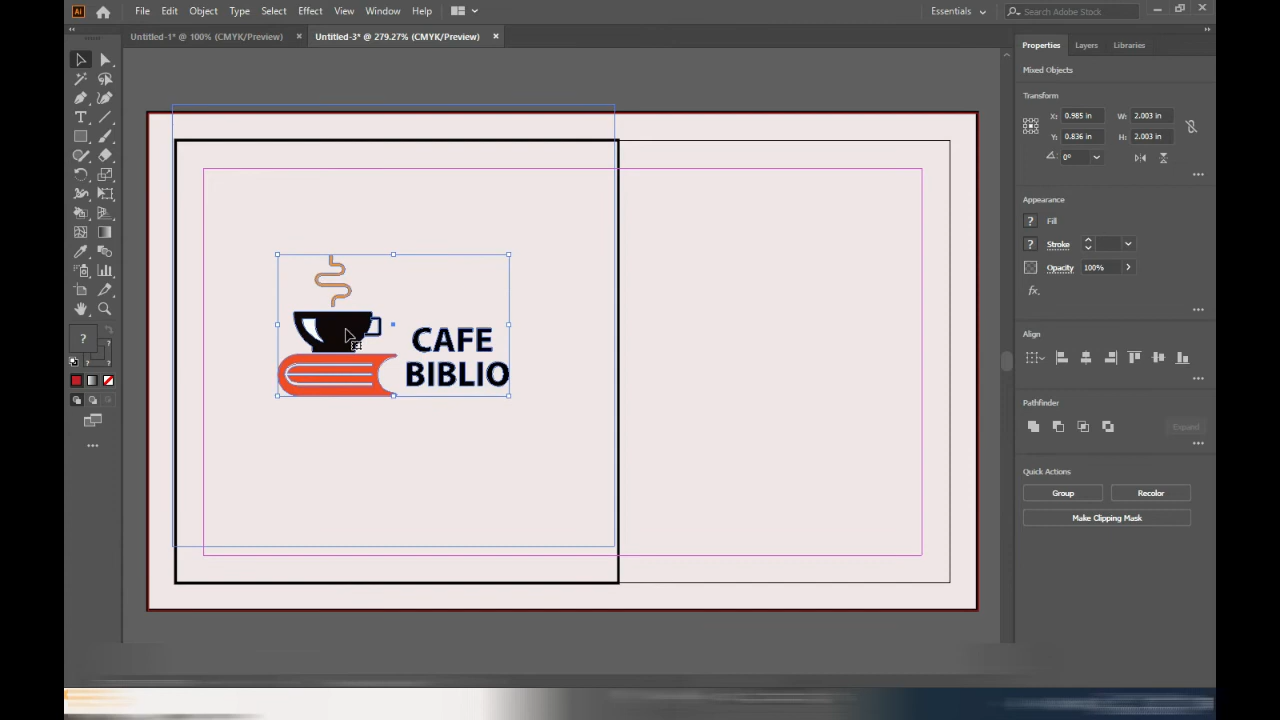 Ai File Edit Object Type Select Effect View Window Help Essentials Search Adobe Stock
Untitled-1* @ 100% (CMYK/Preview) × Untitled-3* @ 279.27% (CMYK/Preview) ×
Properties Layers Libraries
Mixed Objects
Transform
X: 0.985 in W: 2.003 in
Y: 0.836 in H: 2.003 in
0°
Appearance
? Fill
? Stroke
Opacity 100%
fx.
Align
Pathfinder
Expand
Quick Actions
Group Recolor
Make Clipping Mask
CAFE
BIBLIO